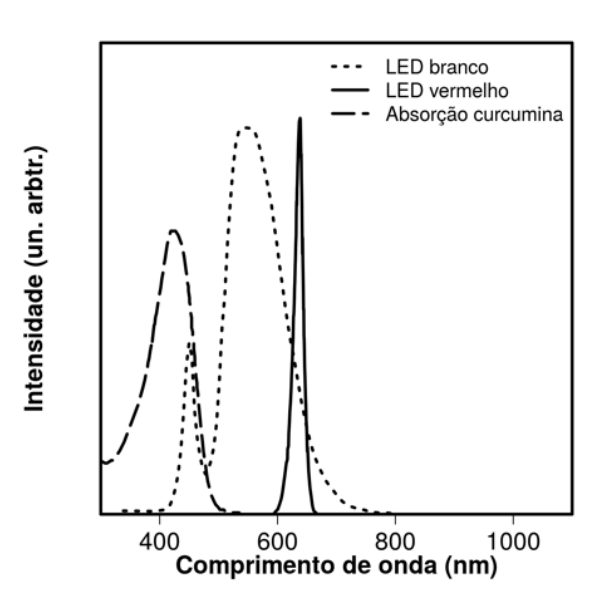 LED branco
LED vermelho
Absorção curcumina
Intensidade (un. arbtr.)
400 600 800 1000
Comprimento de onda (nm)